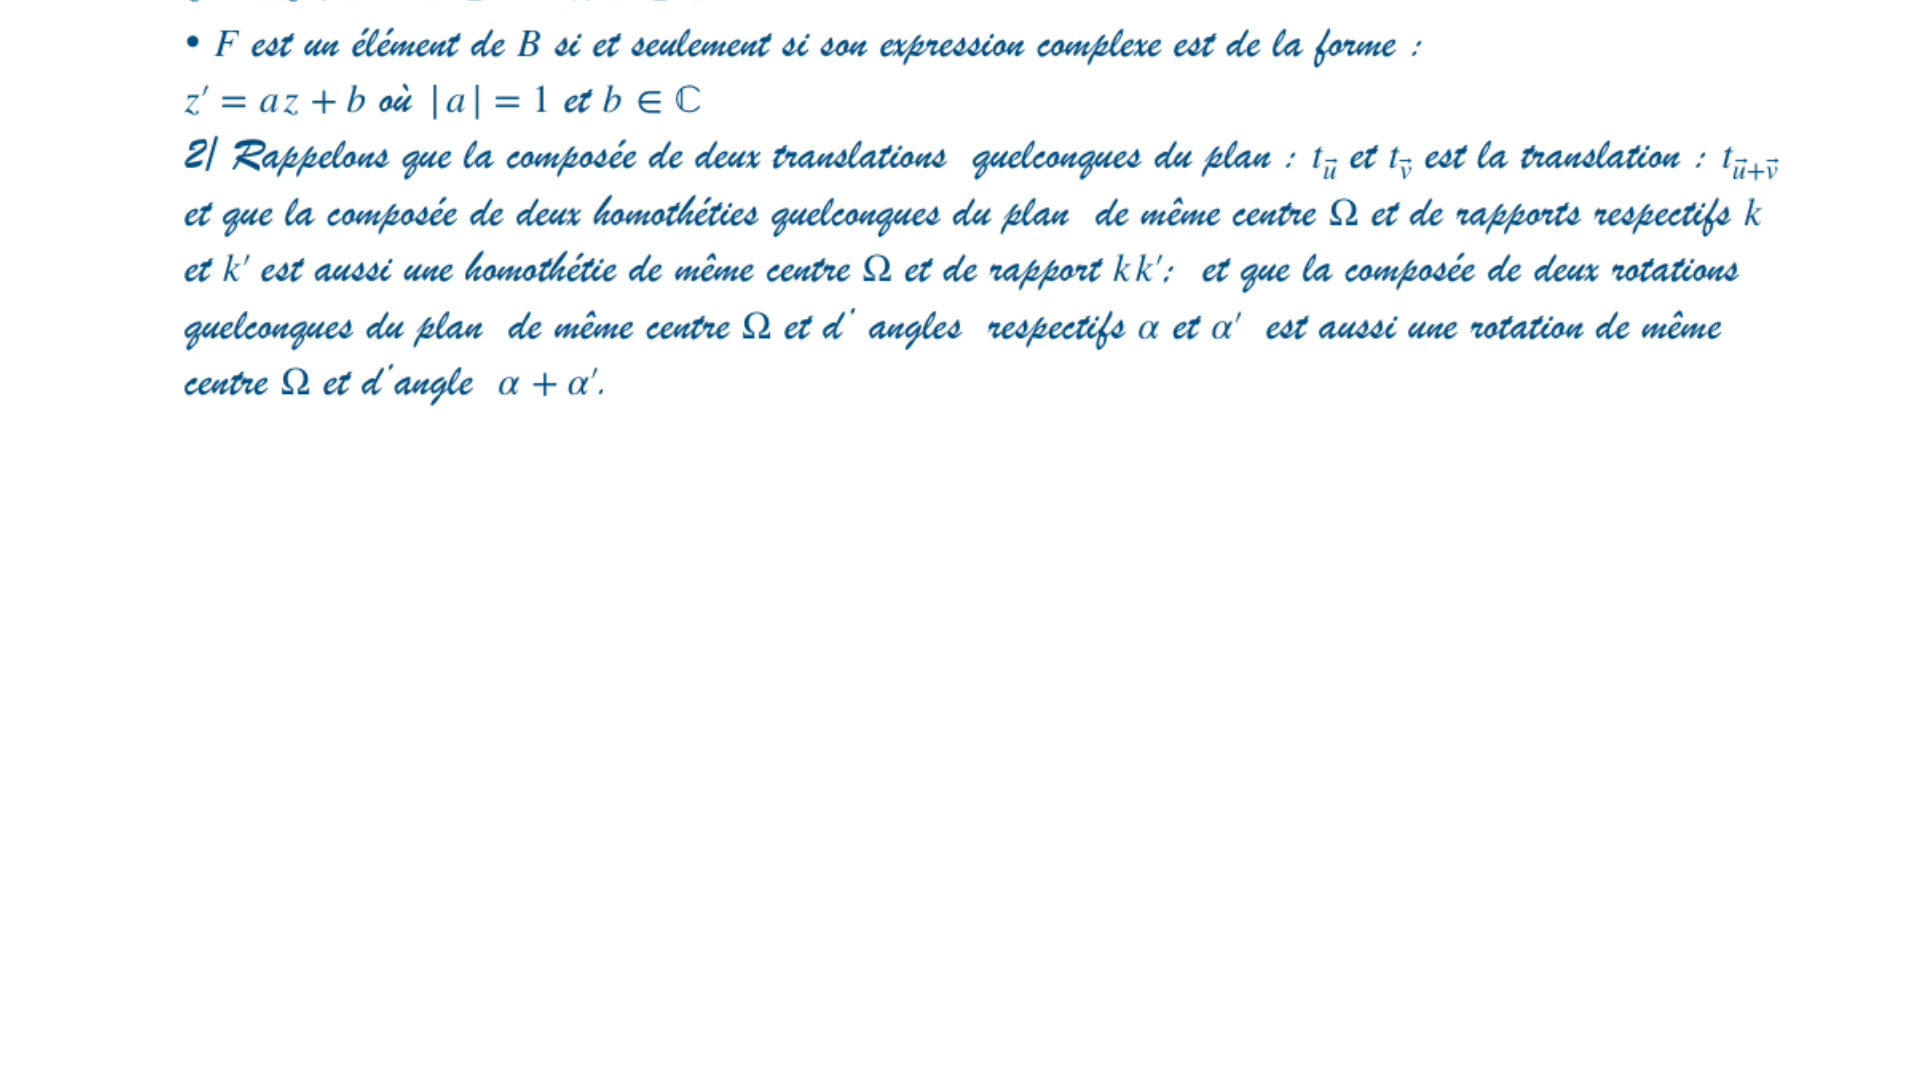 • F est un élément de B si et seulement si son expression complexe est de la forme :
z′ = az + b où |a| = 1 et b ∈ ℂ
2/ Rappelons que la composée de deux translations quelconques du plan : t_u⃗ et t_v⃗ est la translation : t_u⃗+v⃗
et que la composée de deux homothéties quelconques du plan de même centre Ω et de rapports respectifs k
et k′ est aussi une homothétie de même centre Ω et de rapport kk′; et que la composée de deux rotations
quelconques du plan de même centre Ω et d' angles respectifs α et α′ est aussi une rotation de même
centre Ω et d'angle α + α′.